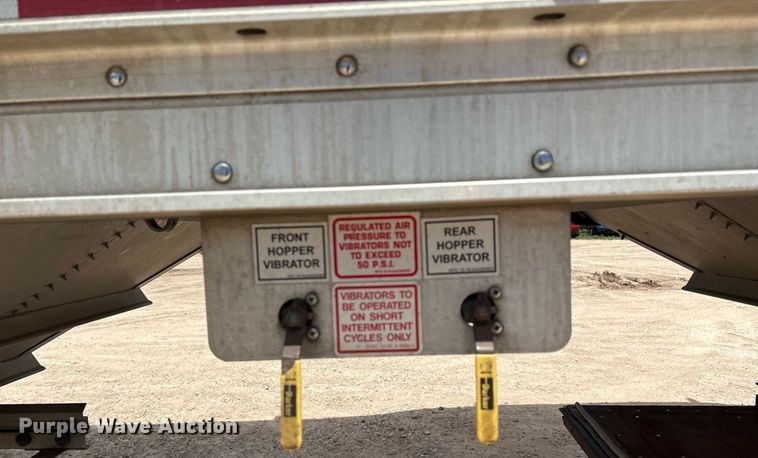 FRONT
HOPPER
VIBRATOR
REGULATED AIR
PRESSURE TO
VIBRATORS NOT
TO EXCEED
50 P.S.I.
REAR
HOPPER
VIBRATOR
VIBRATORS TO
BE OPERATED
ON SHORT
INTERMITTENT
CYCLES ONLY
Parker
Parker
Purple Wave Auction